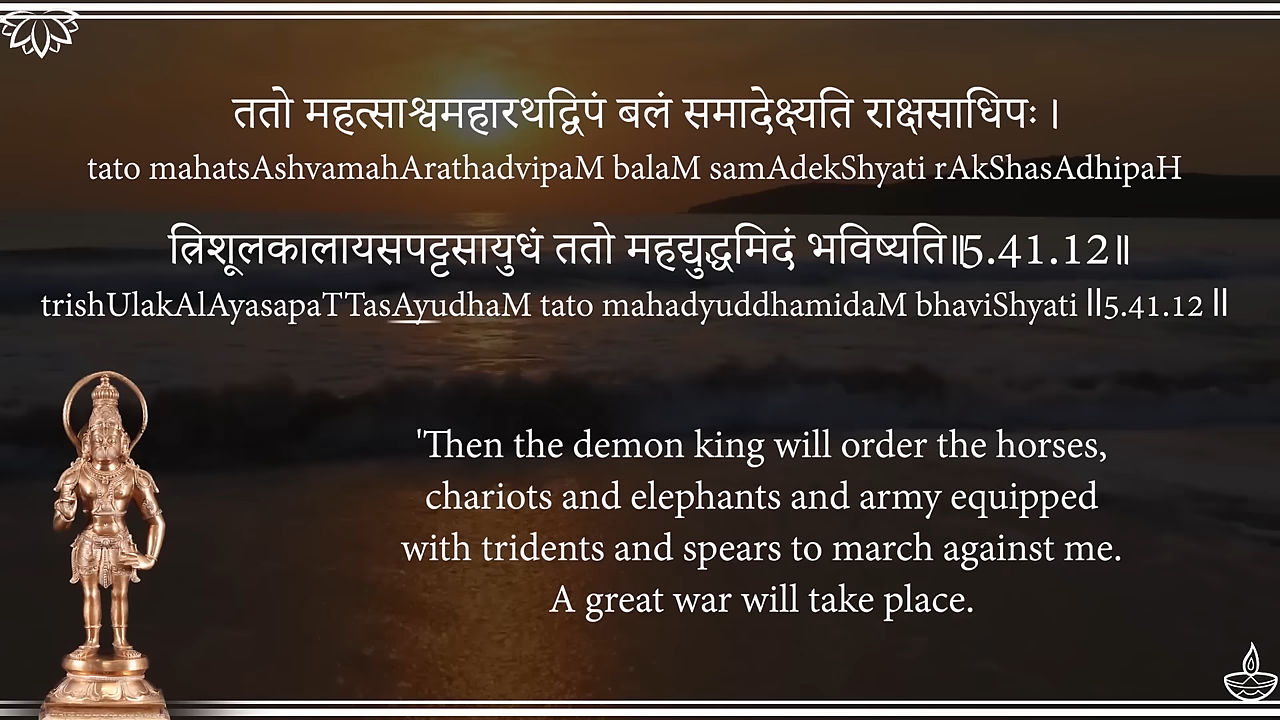 ततो महत्साश्वमहारथद्विपं बलं समादेक्ष्यति राक्षसाधिपः ।
tato mahatsAshvamahArathadvipaM balaM samAdekShyati rAkShasAdhipaH
त्रिशूलकालायसपट्टसायुधं ततो महद्युद्धमिदं भविष्यति॥5.41.12॥
trishUlakAlAyasapaTTasAyudhaM tato mahadyuddhamidaM bhaviShyati ॥5.41.12 ॥
'Then the demon king will order the horses,
chariots and elephants and army equipped
with tridents and spears to march against me.
A great war will take place.